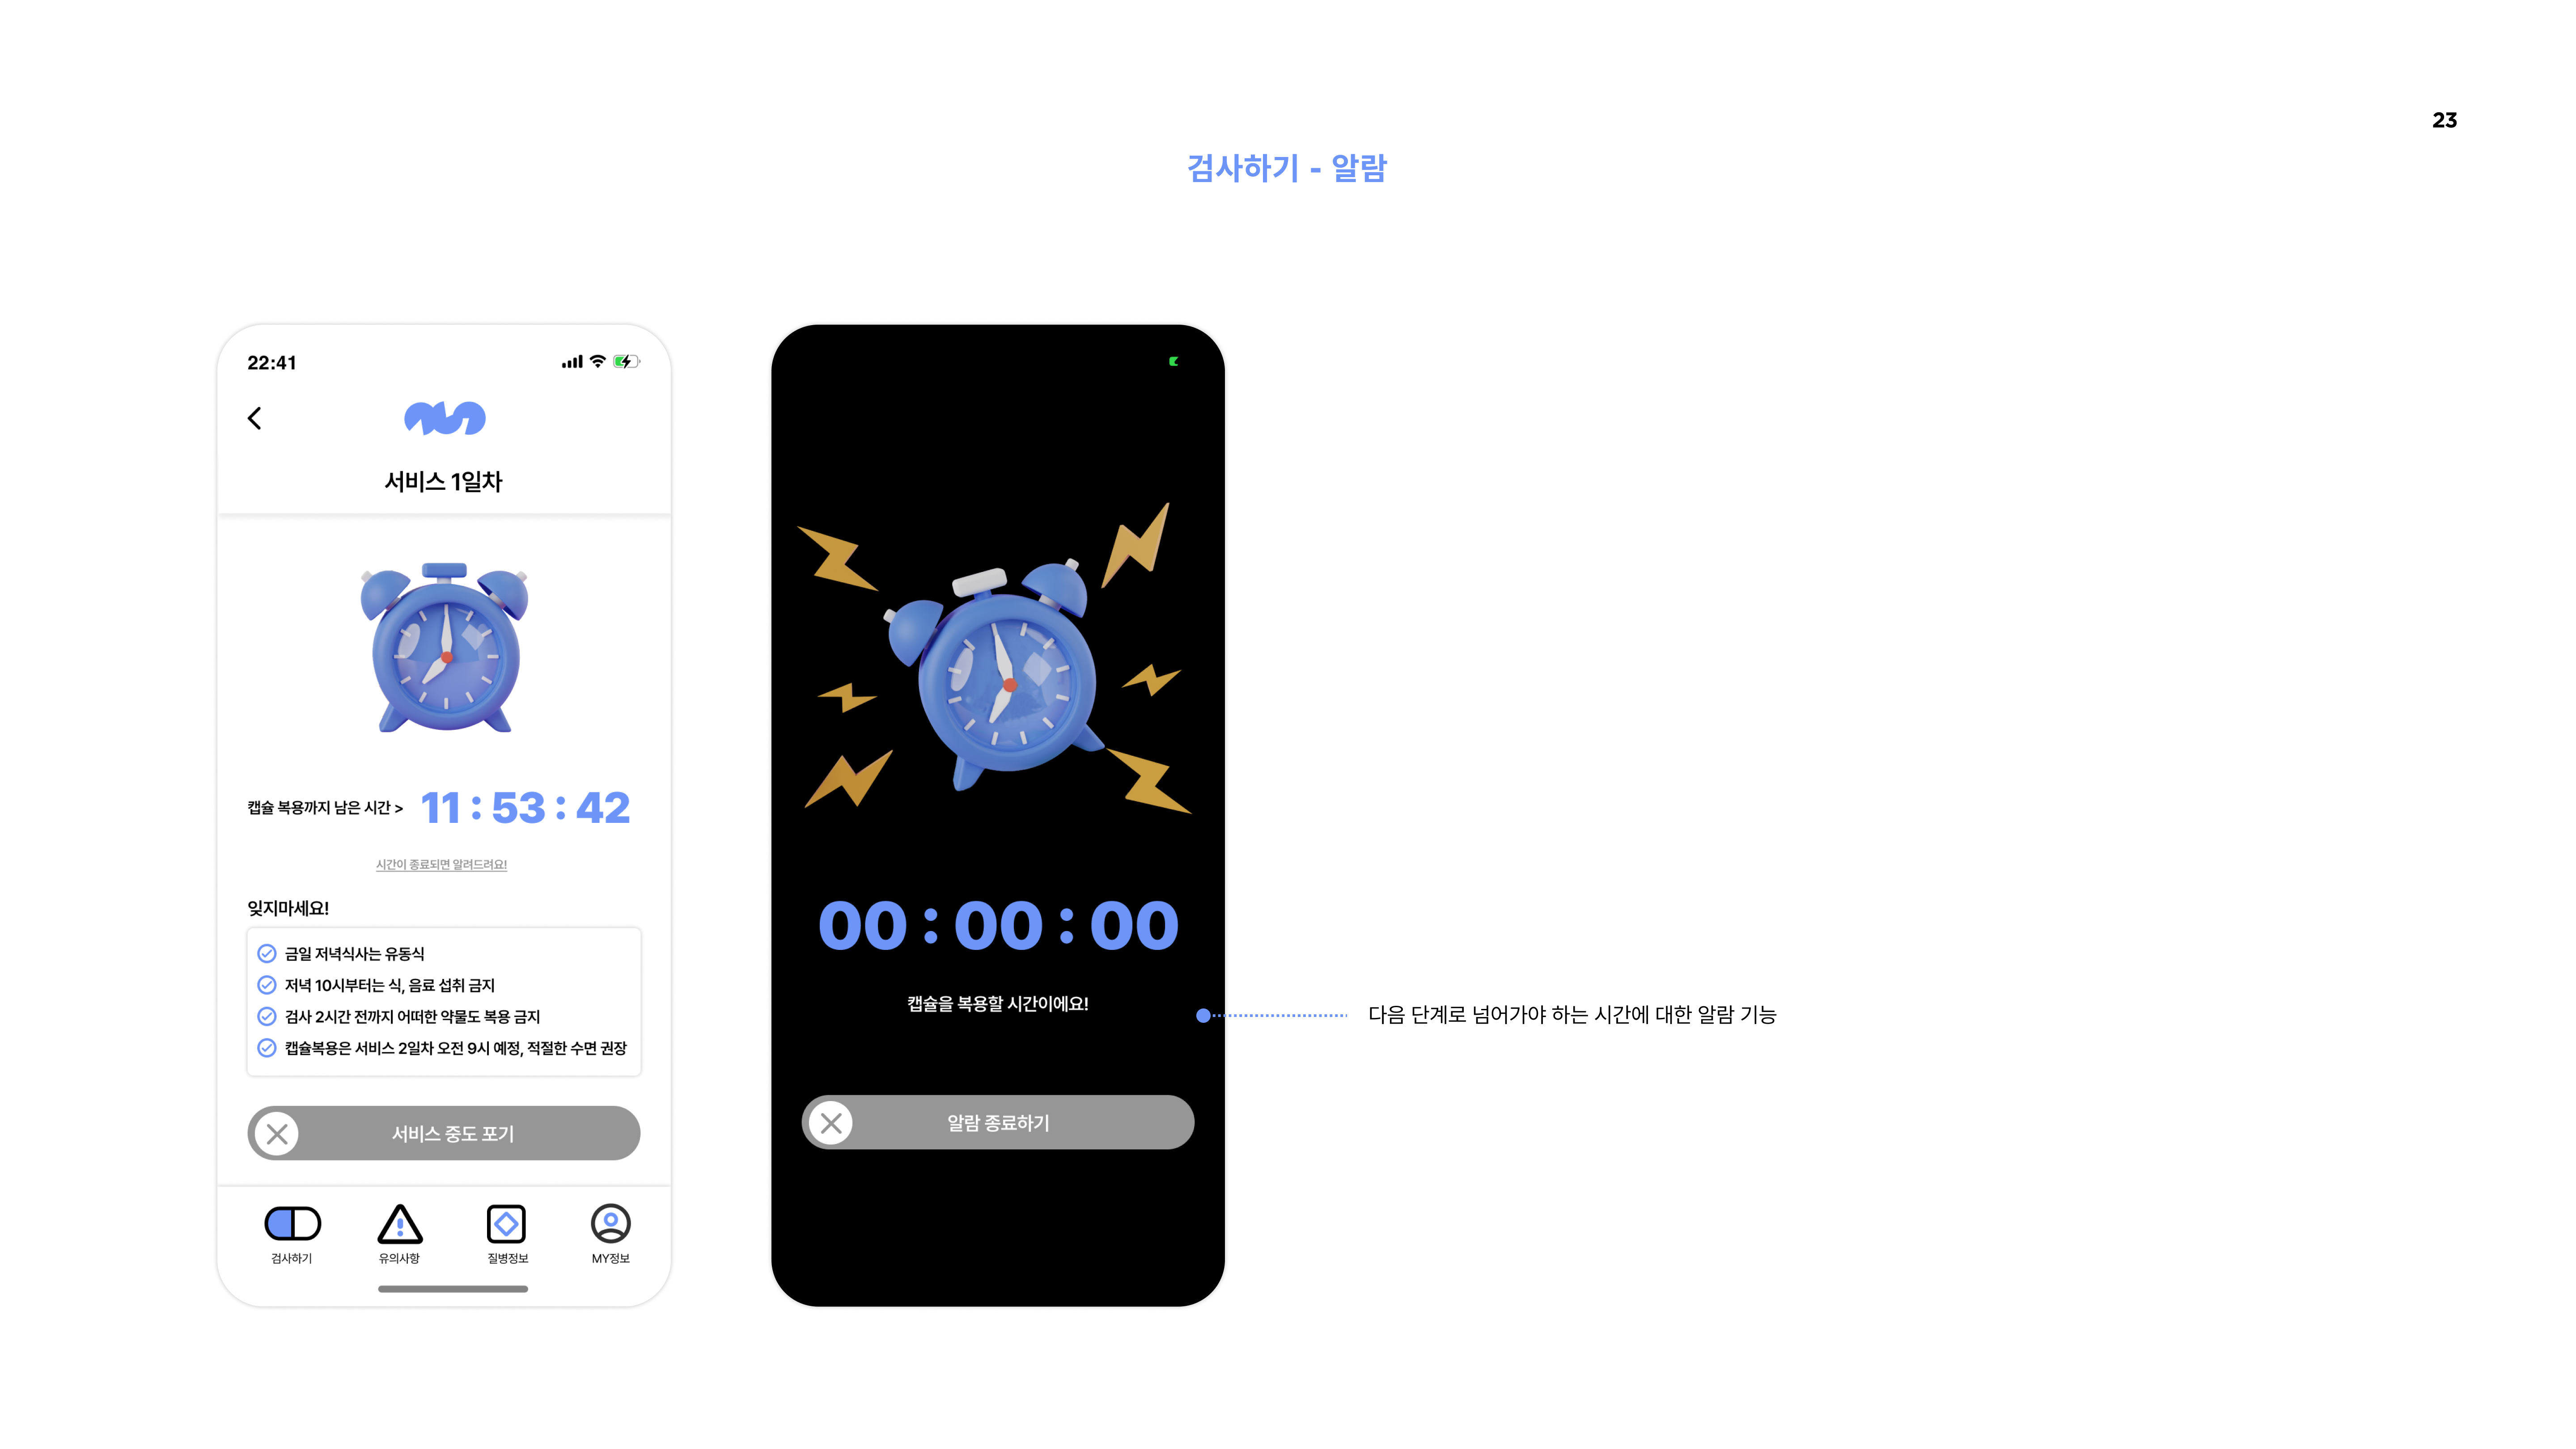 23
검사하기 - 알람
22:41
서비스 1일차
캡슐 복용까지 남은 시간 > 11 : 53 : 42
시간이 종료되면 알려드려요!
잊지마세요!
금일 저녁식사는 유동식
저녁 10시부터는 식, 음료 섭취 금지
검사 2시간 전까지 어떠한 약물도 복용 금지
캡슐복용은 서비스 2일차 오전 9시 예정, 적절한 수면 권장
서비스 중도 포기
검사하기
유의사항
질병정보
MY정보
00 : 00 : 00
캡슐을 복용할 시간이에요!
알람 종료하기
다음 단계로 넘어가야 하는 시간에 대한 알람 기능